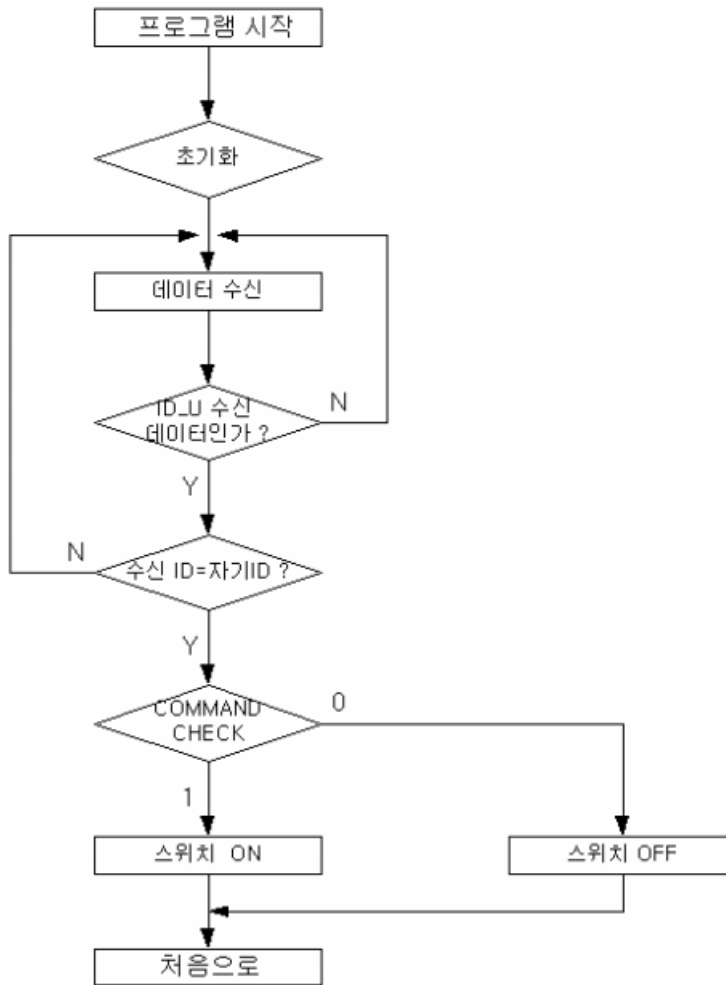 프로그램 시작
초기화
데이터 수신
ID_U 수신
데이터인가 ?
N
Y
수신 ID=자기ID ?
N
Y
COMMAND
CHECK
0
1
스위치 ON
스위치 OFF
처음으로